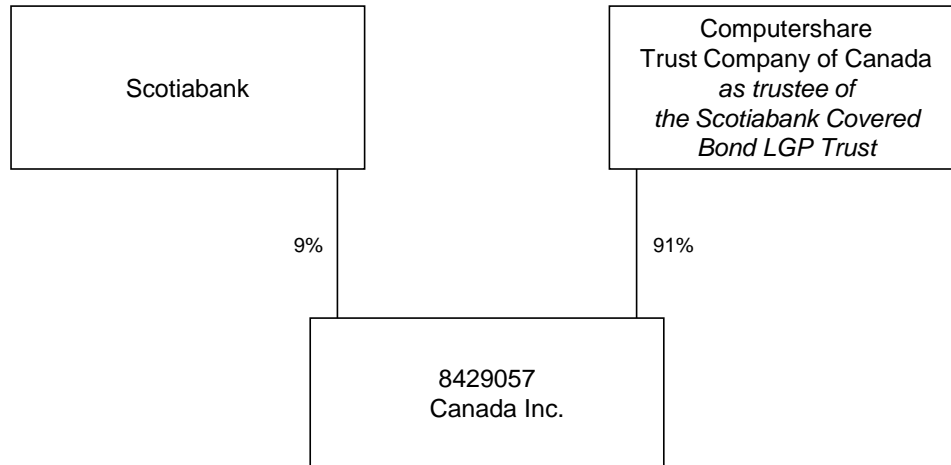 Scotiabank
Computershare
Trust Company of Canada
as trustee of
the Scotiabank Covered
Bond LGP Trust
9%
91%
8429057
Canada Inc.